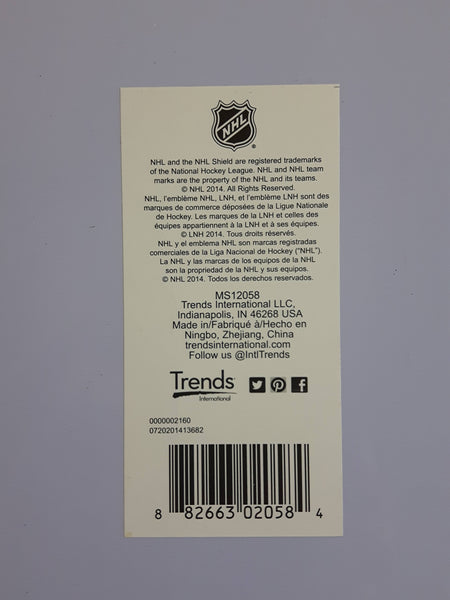 NHL
®
NHL and the NHL Shield are registered trademarks
of the National Hockey League. NHL and NHL team
marks are the property of the NHL and its teams.
© NHL 2014. All Rights Reserved.
NHL, l'emblème NHL, LNH, et l'emblème LNH sont des
marques de commerce déposées de la Ligue Nationale
de Hockey. Les marques de la LNH et celles des
équipes appartiennent à la LNH et à ses équipes.
© LNH 2014. Tous droits réservés.
NHL y el emblema NHL son marcas registradas
comerciales de la Liga Nacional de Hockey ("NHL").
La NHL y las marcas de los equipos de la NHL
son la propiedad de la NHL y sus equipos.
© NHL 2014. Todos los derechos reservados.
MS12058
Trends International LLC,
Indianapolis, IN 46268 USA
Made in/Fabriqué à/Hecho en
Ningbo, Zhejiang, China
trendsinternational.com
Follow us @IntlTrends
Trends
International
0000002160
0720201413682
8 82663 02058 4